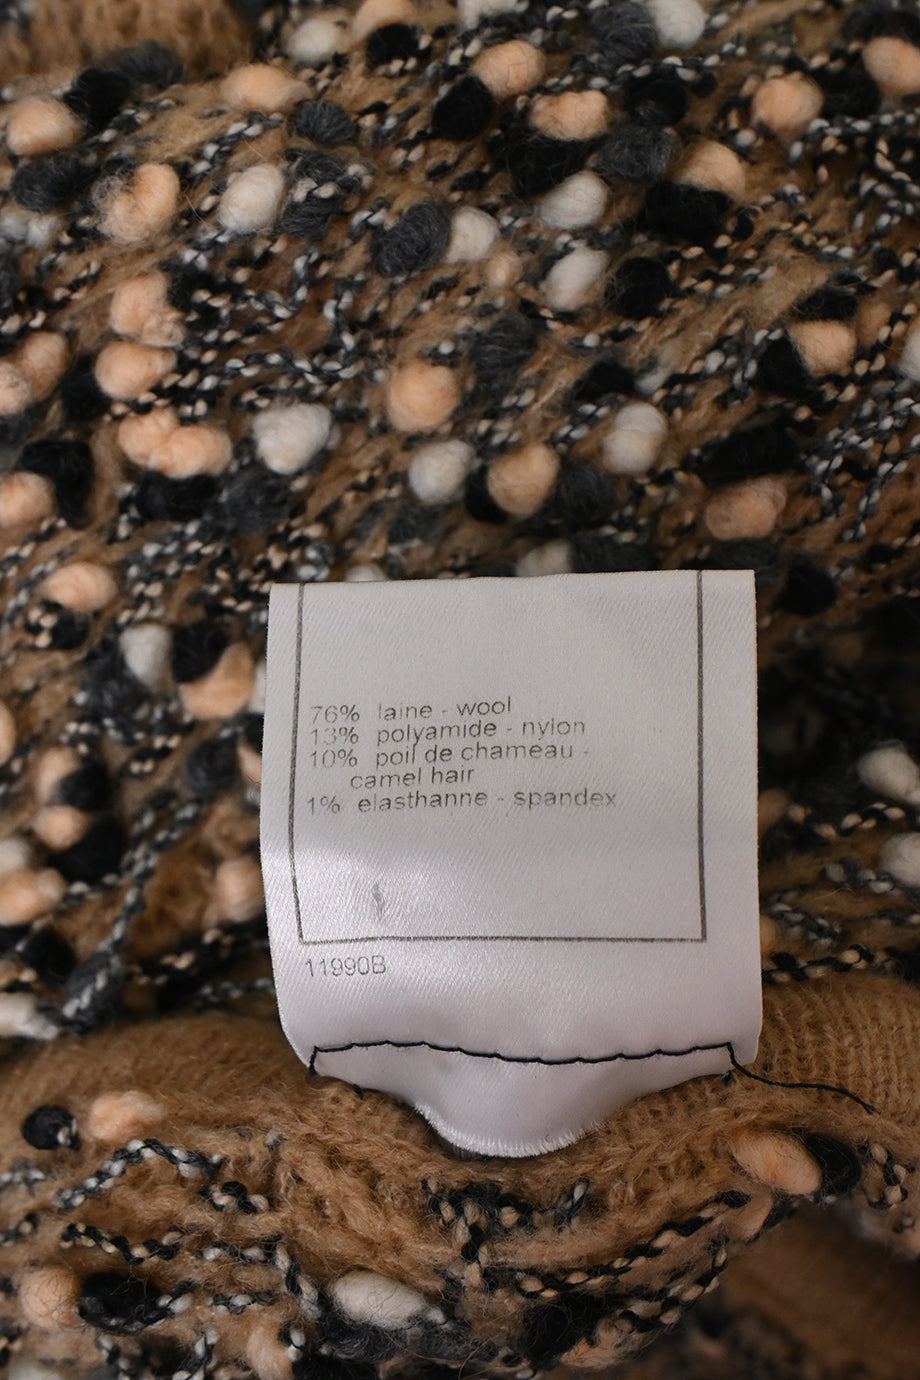 76% laine - wool
13% polyamide - nylon
10% poil de chameau -
camel hair
1% elasthanne - spandex
11990B